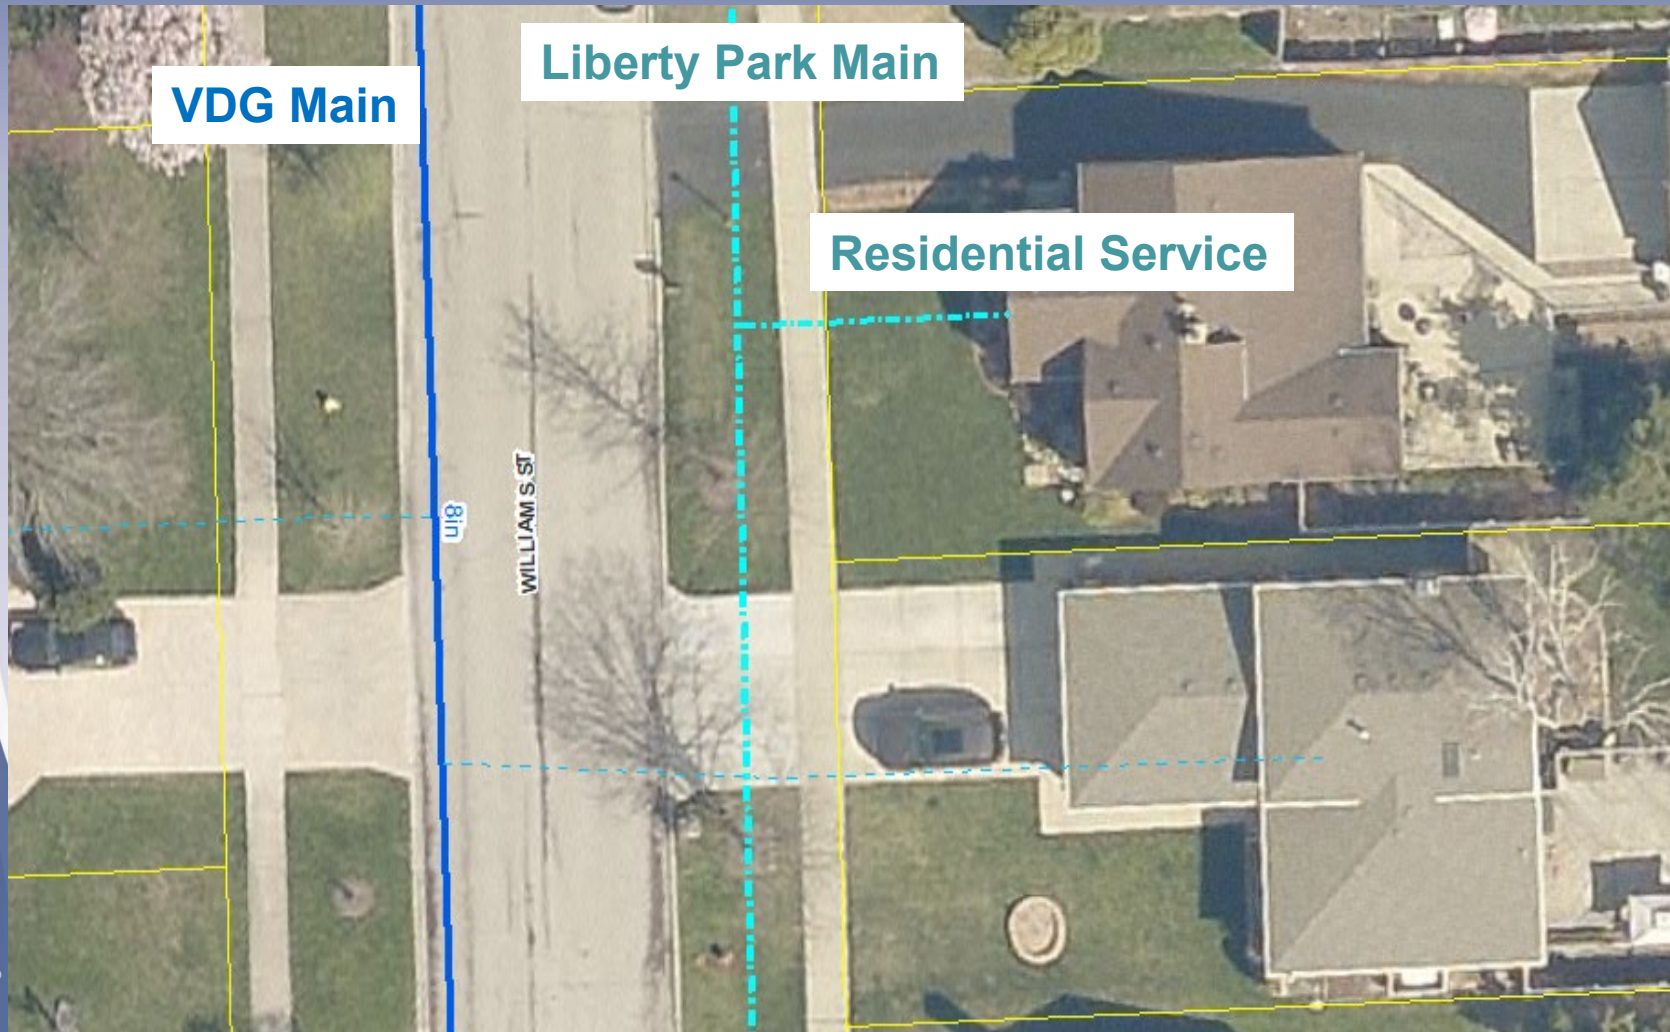 Liberty Park Main
VDG Main
Residential Service
8in
WILLIAMS ST